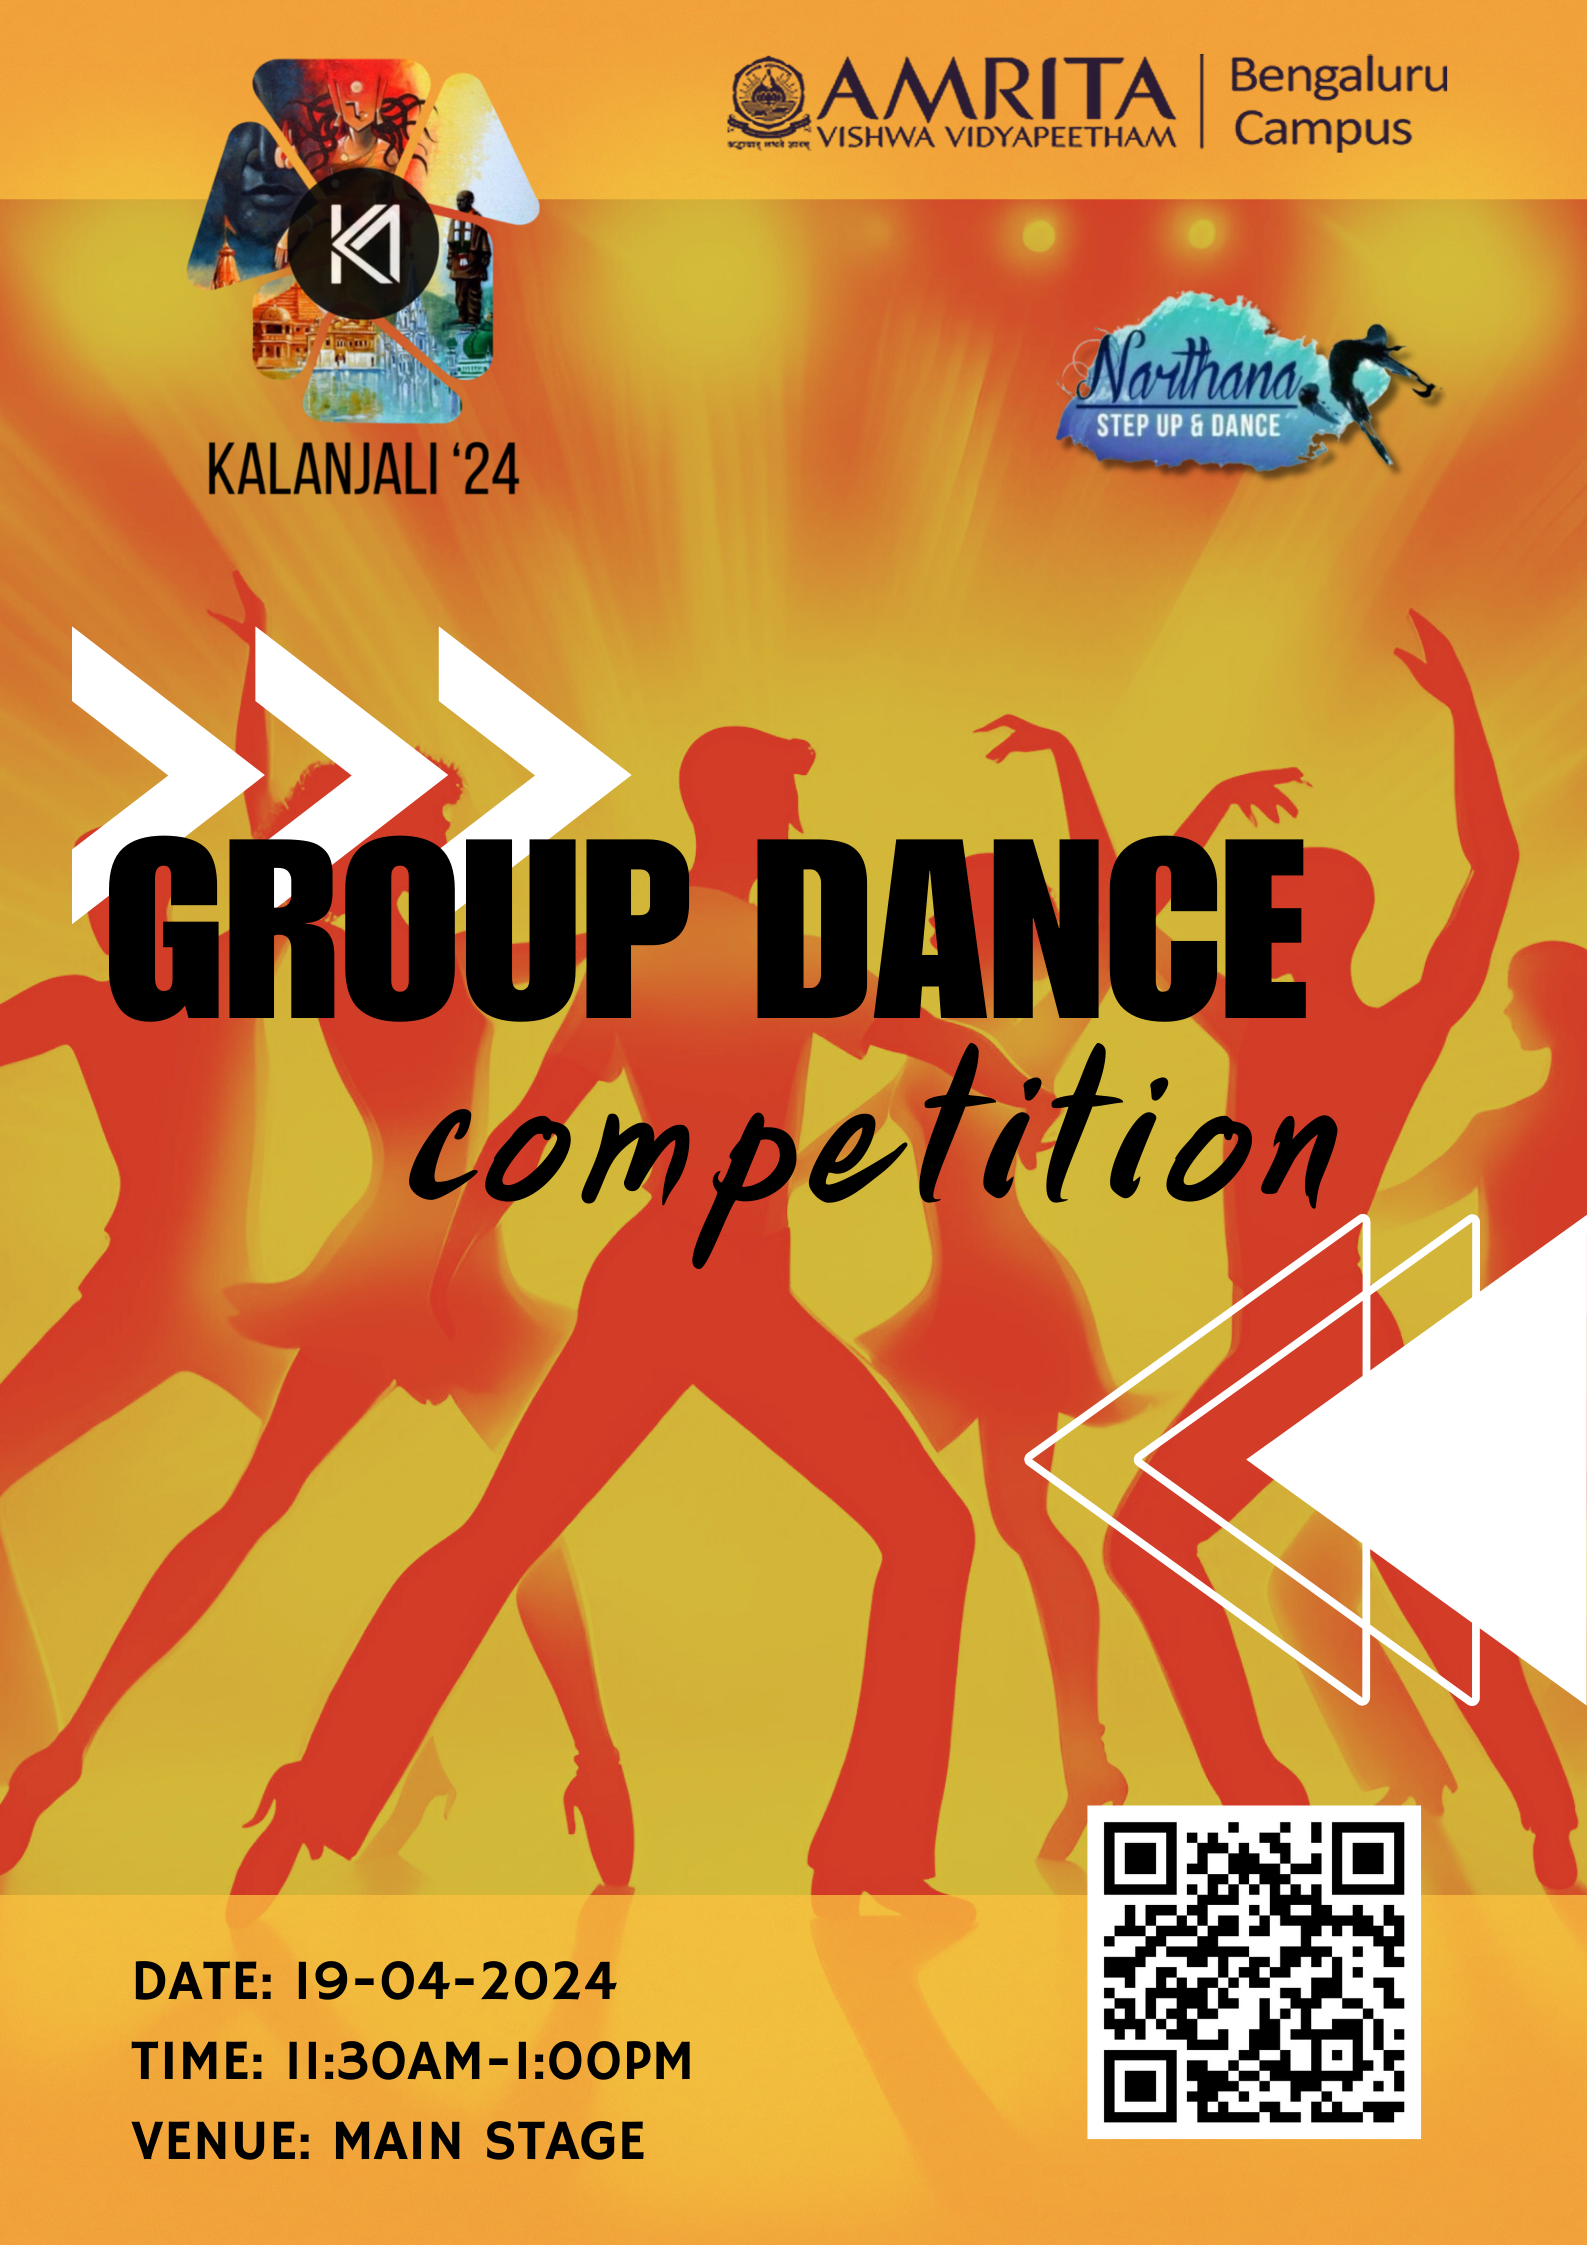 AMRITA
VISHWA VIDYAPEETHAM
Bengaluru
Campus
KA
KALANJALI ‘24
Narthana
STEP UP & DANCE
GROUP DANCE
competition
DATE: 19-04-2024
TIME: 11:30AM-1:00PM
VENUE: MAIN STAGE